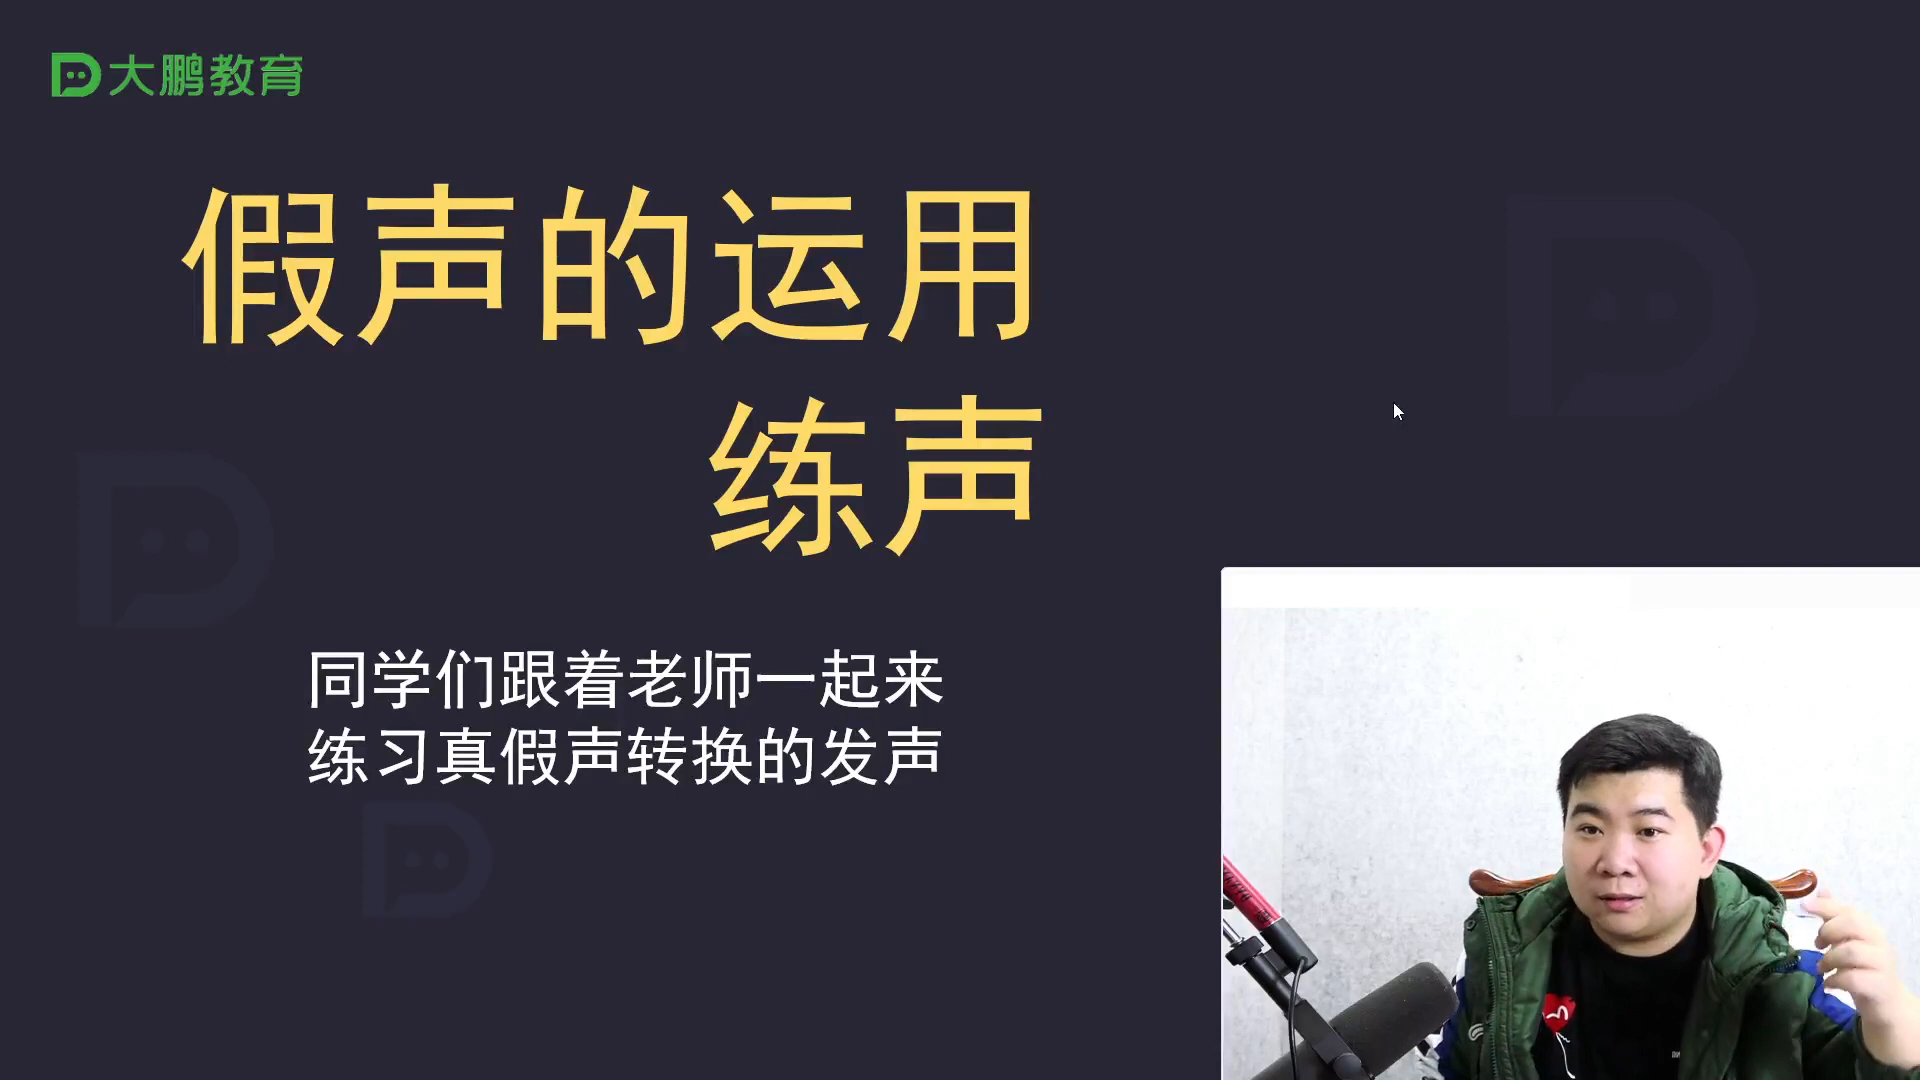 大鹏教育
假声的运用
练声
同学们跟着老师一起来
练习真假声转换的发声